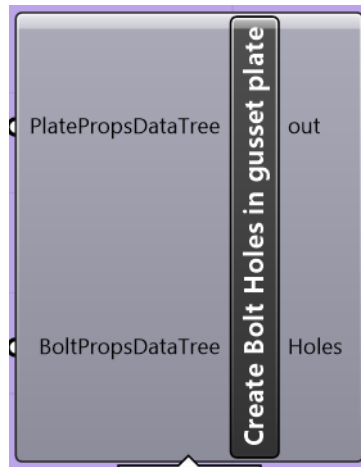 PlatePropsDataTree
out
Create Bolt Holes in gusset plate
BoltPropsDataTree
Holes